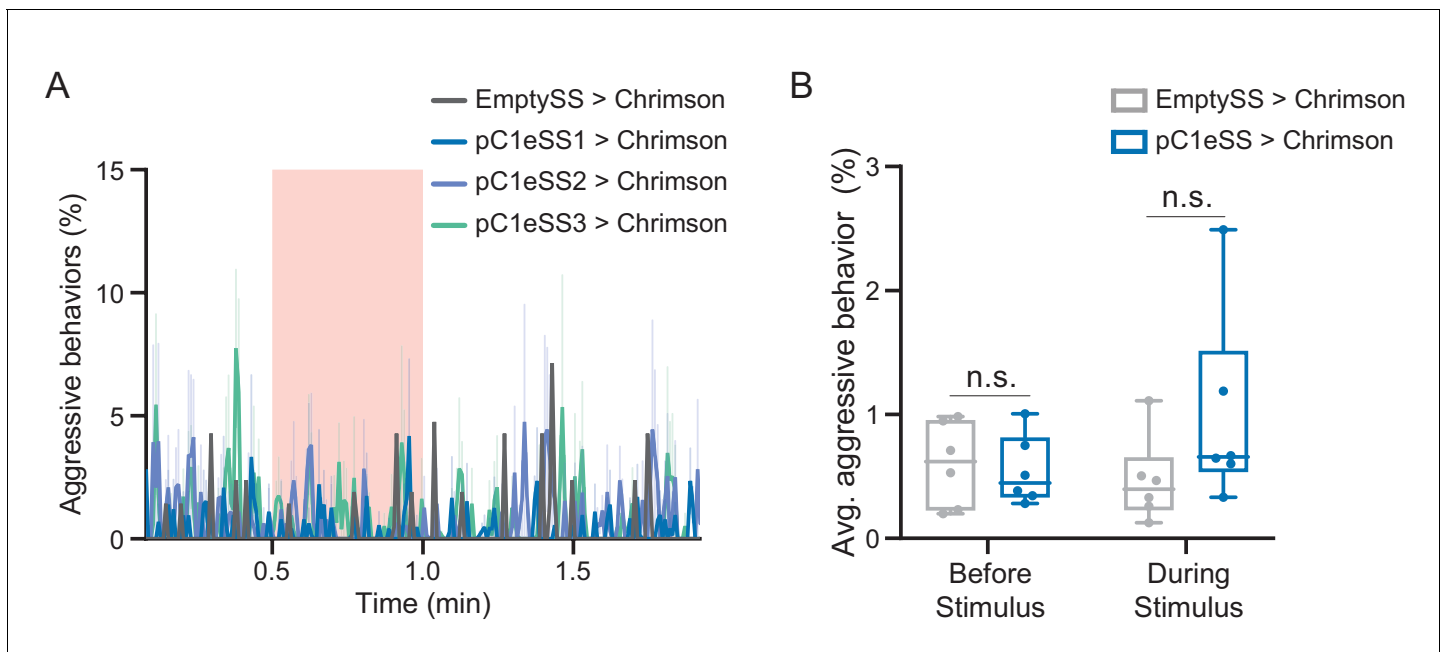 A
EmptySS > Chrimson
pC1eSS1 > Chrimson
pC1eSS2 > Chrimson
pC1eSS3 > Chrimson
Aggressive behaviors (%)
15
10
5
0
0.5
1.0
1.5
Time (min)
B
EmptySS > Chrimson
pC1eSS > Chrimson
Avg. aggressive behavior (%)
3
2
1
0
n.s.
n.s.
Before
Stimulus
During
Stimulus